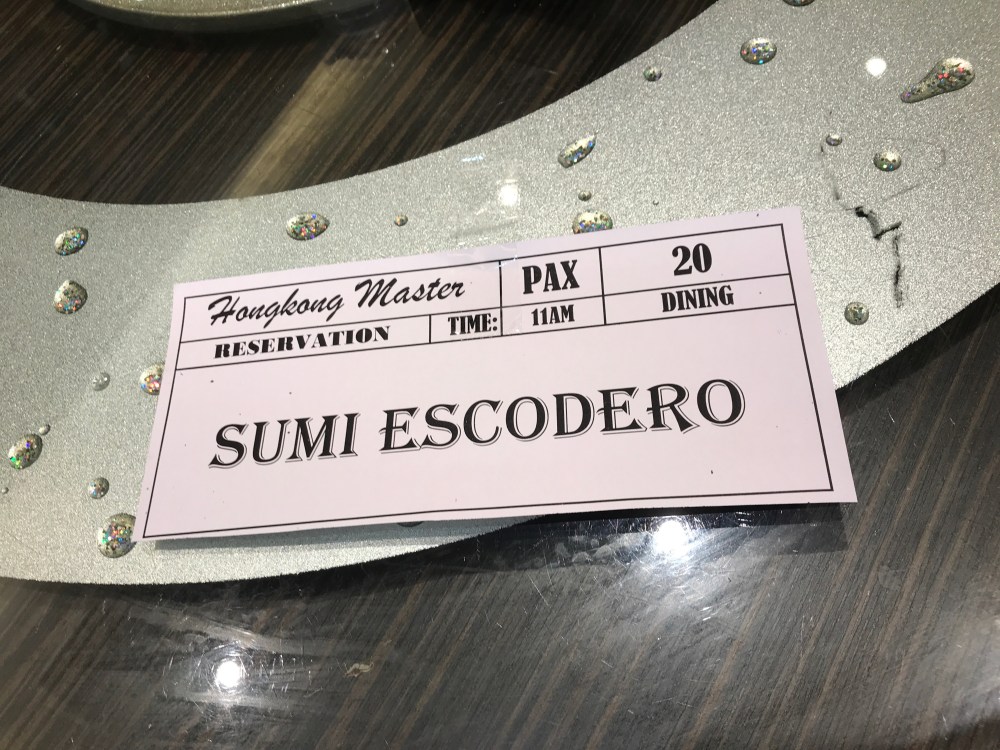 Hongkong Master PAX 20
RESERVATION TIME: 11AM DINING
SUMI ESCODERO